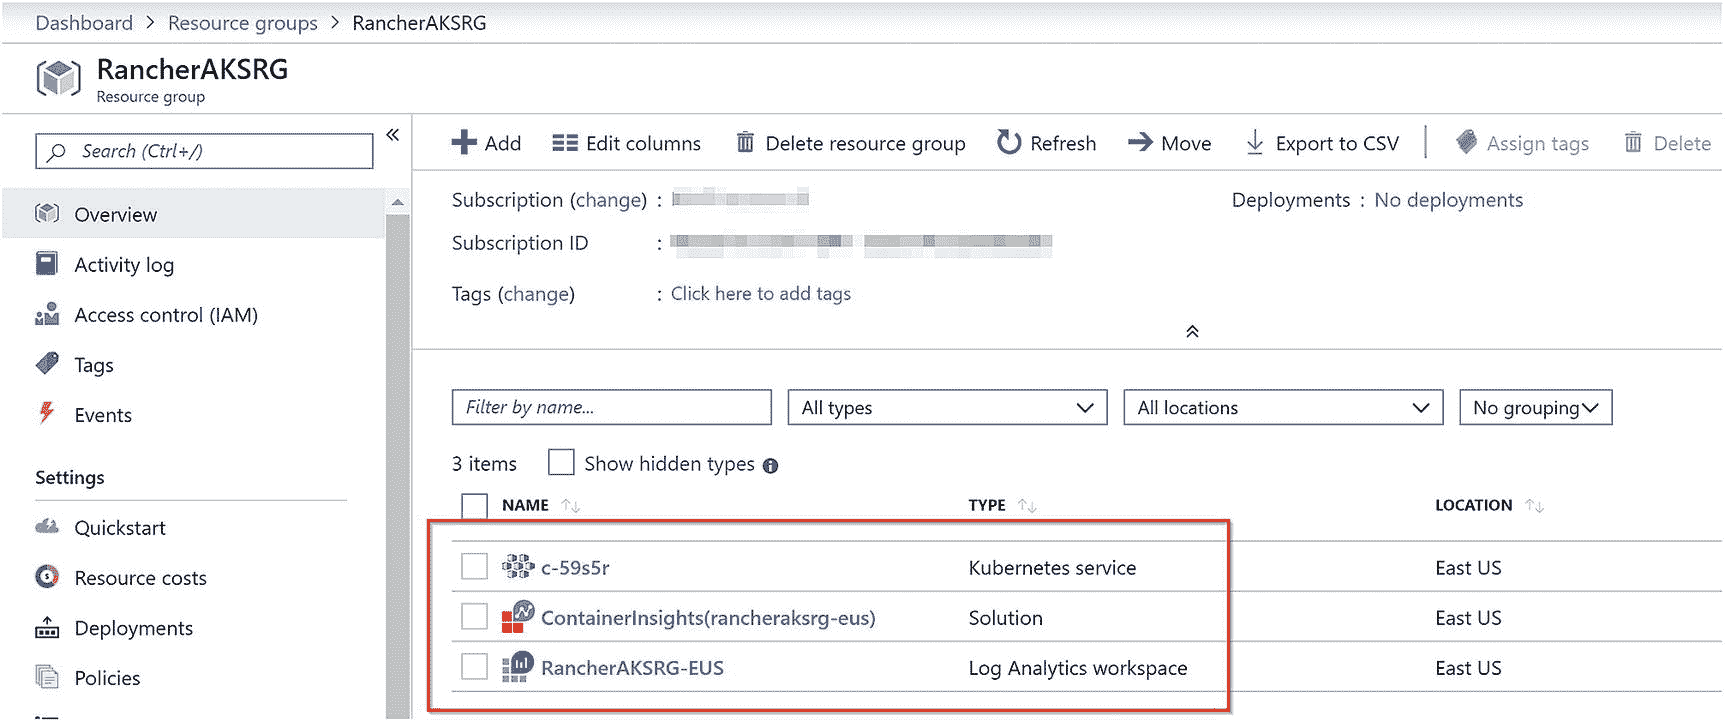 Dashboard > Resource groups > RancherAKSRG
RancherAKSRG
Resource group
Search (Ctrl+/)
«
Overview
Activity log
Access control (IAM)
Tags
Events
Settings
Quickstart
Resource costs
Deployments
Policies
Add Edit columns Delete resource group Refresh Move Export to CSV Assign tags Delete
Subscription (change) : Deployments : No deployments
Subscription ID :
Tags (change) : Click here to add tags
Filter by name... All types All locations No grouping
3 items Show hidden types
NAME TYPE LOCATION
c-59s5r Kubernetes service East US
ContainerInsights(rancheraksrg-eus) Solution East US
RancherAKSRG-EUS Log Analytics workspace East US